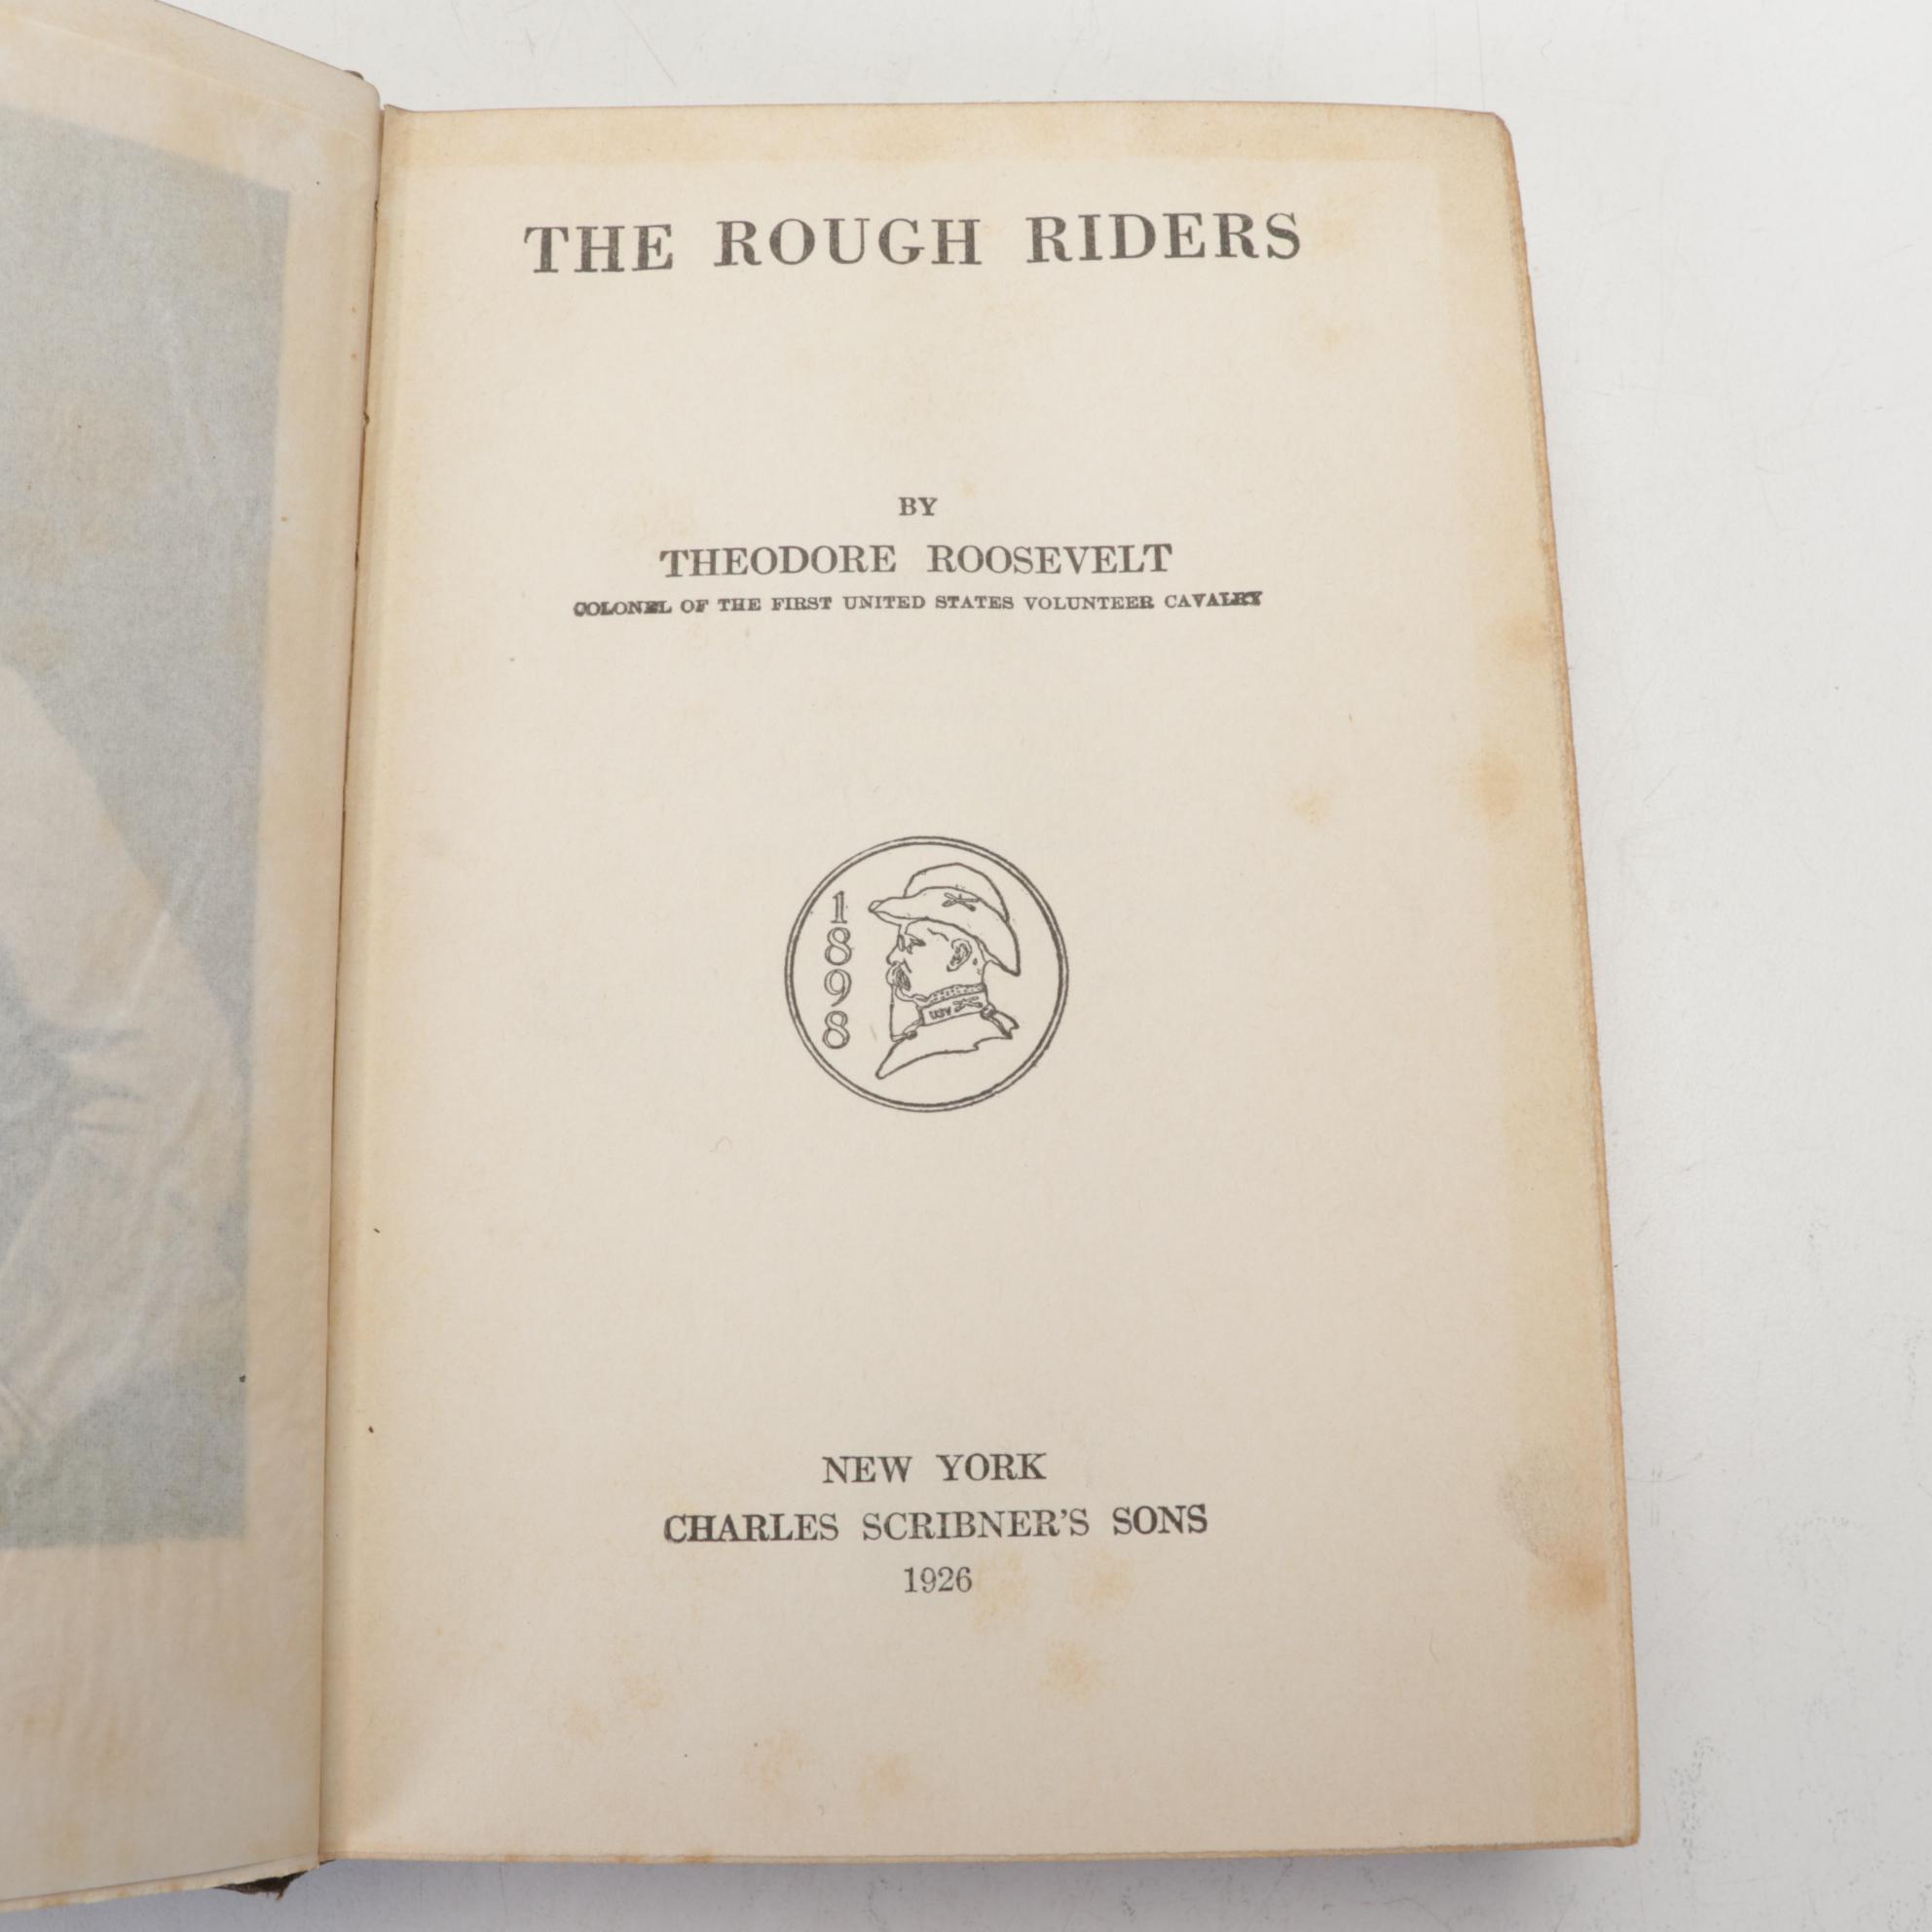 THE ROUGH RIDERS
BY
THEODORE ROOSEVELT
COLONEL OF THE FIRST UNITED STATES VOLUNTEER CAVALRY
1898
USV
NEW YORK
CHARLES SCRIBNER'S SONS
1926